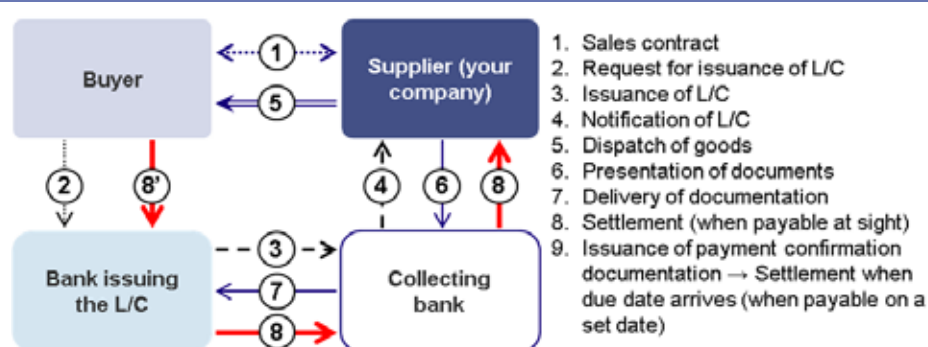 Buyer
1
Supplier (your
company)
5
2
8'
4
6
8
Bank issuing
the L/C
3
7
8
Collecting
bank
1. Sales contract
2. Request for issuance of L/C
3. Issuance of L/C
4. Notification of L/C
5. Dispatch of goods
6. Presentation of documents
7. Delivery of documentation
8. Settlement (when payable at sight)
9. Issuance of payment confirmation
documentation → Settlement when
due date arrives (when payable on a
set date)